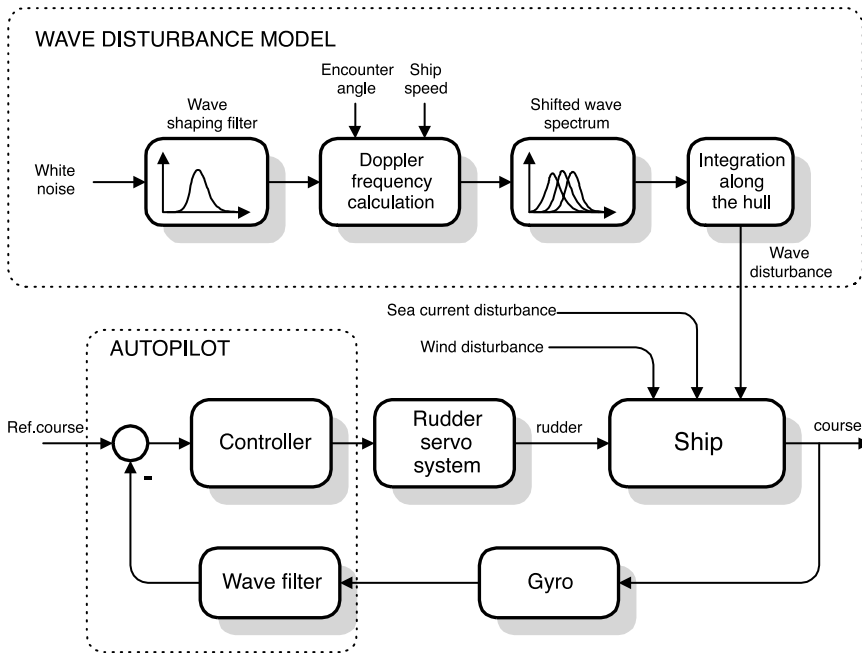 WAVE DISTURBANCE MODEL
Encounter
angle
Ship
speed
Wave
shaping filter
Shifted wave
spectrum
White
noise
Doppler
frequency
calculation
Integration
along
the hull
Wave
disturbance
Sea current disturbance
Wind disturbance
AUTOPILOT
Ref.course
-
Controller
Rudder
servo
system
rudder
Ship
course
Wave filter
Gyro